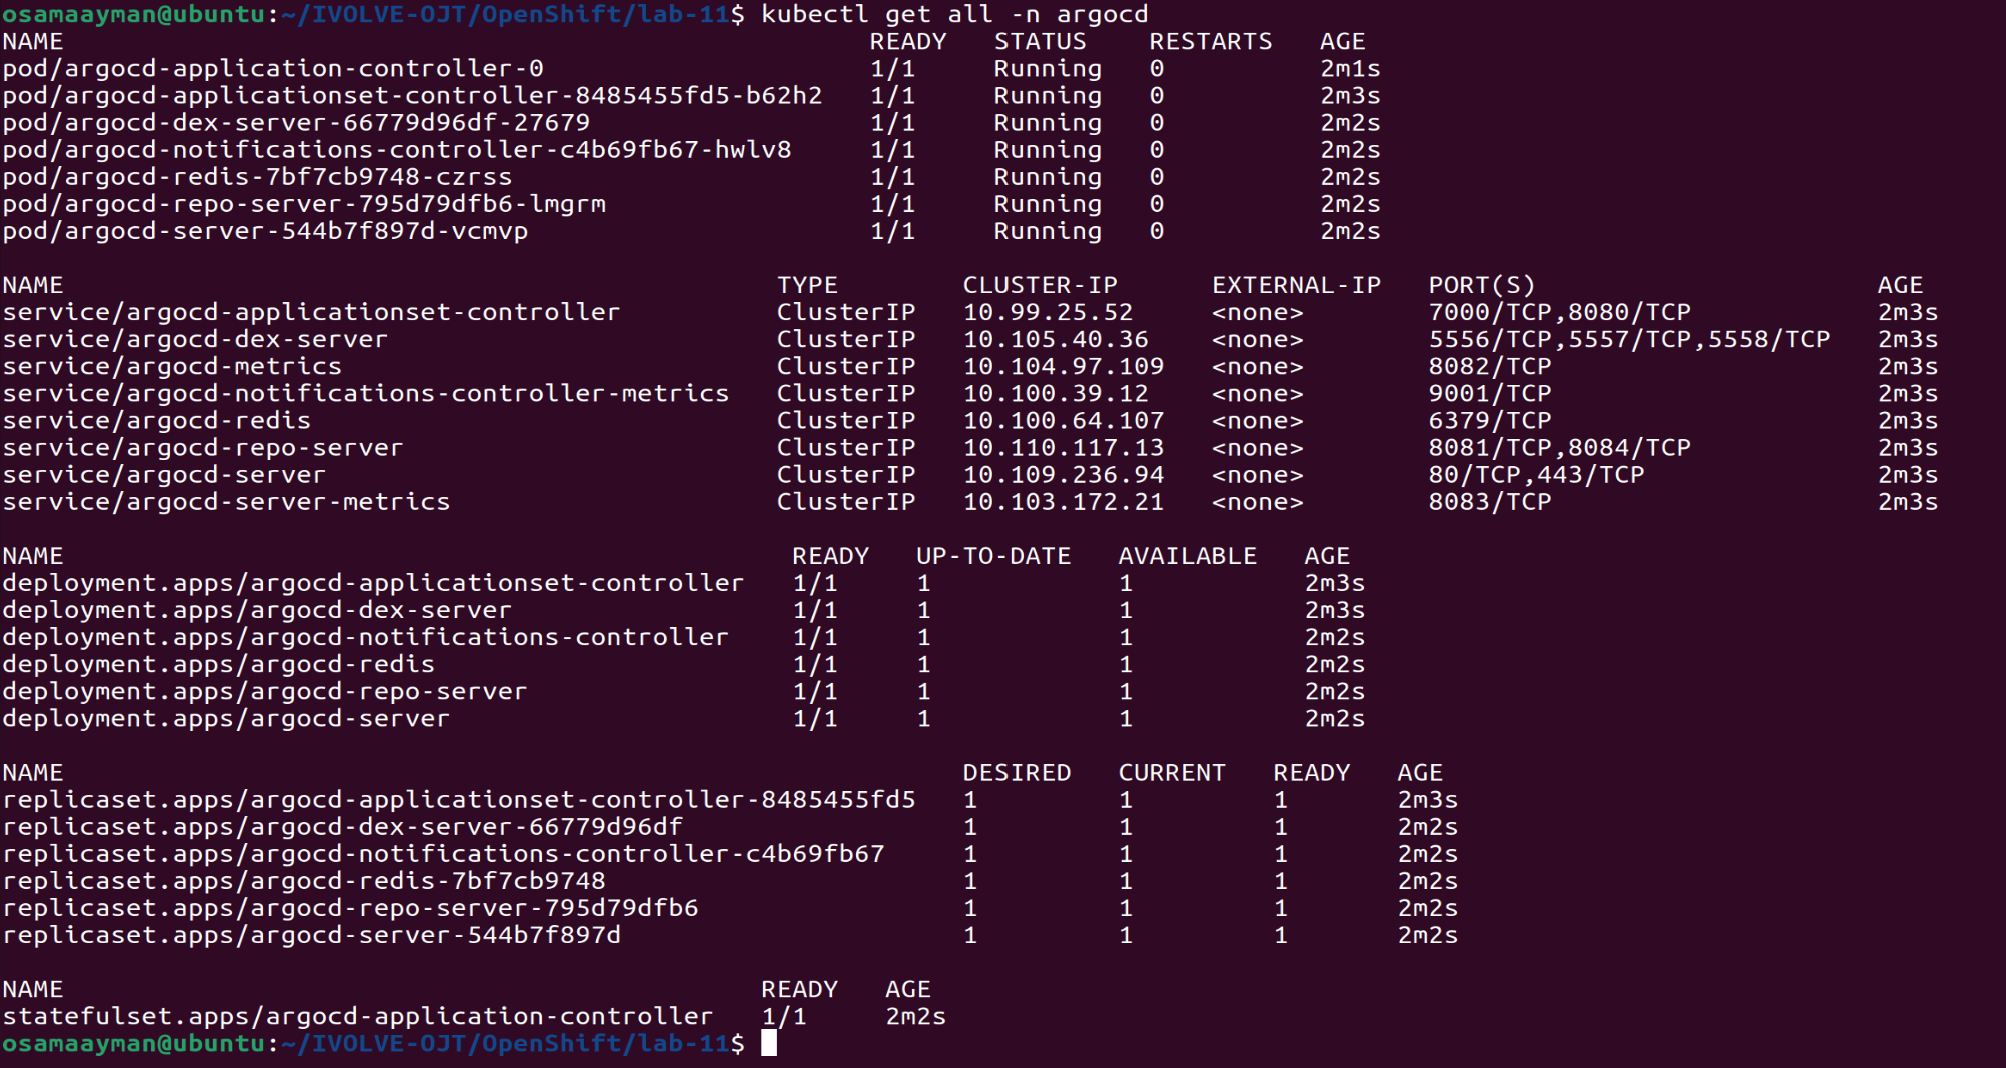 osamaayman@ubuntu:~/IVOLVE-OJT/OpenShift/lab-11$ kubectl get all -n argocd
NAME READY STATUS RESTARTS AGE
pod/argocd-application-controller-0 1/1 Running 0 2m1s
pod/argocd-applicationset-controller-8485455fd5-b62h2 1/1 Running 0 2m3s
pod/argocd-dex-server-66779d96df-27679 1/1 Running 0 2m2s
pod/argocd-notifications-controller-c4b69fb67-hwlv8 1/1 Running 0 2m2s
pod/argocd-redis-7bf7cb9748-czrss 1/1 Running 0 2m2s
pod/argocd-repo-server-795d79dfb6-lmgrm 1/1 Running 0 2m2s
pod/argocd-server-544b7f897d-vcmvp 1/1 Running 0 2m2s
NAME TYPE CLUSTER-IP EXTERNAL-IP PORT(S) AGE
service/argocd-applicationset-controller ClusterIP 10.99.25.52 <none> 7000/TCP,8080/TCP 2m3s
service/argocd-dex-server ClusterIP 10.105.40.36 <none> 5556/TCP,5557/TCP,5558/TCP 2m3s
service/argocd-metrics ClusterIP 10.104.97.109 <none> 8082/TCP 2m3s
service/argocd-notifications-controller-metrics ClusterIP 10.100.39.12 <none> 9001/TCP 2m3s
service/argocd-redis ClusterIP 10.100.64.107 <none> 6379/TCP 2m3s
service/argocd-repo-server ClusterIP 10.110.117.13 <none> 8081/TCP,8084/TCP 2m3s
service/argocd-server ClusterIP 10.109.236.94 <none> 80/TCP,443/TCP 2m3s
service/argocd-server-metrics ClusterIP 10.103.172.21 <none> 8083/TCP 2m3s
NAME READY UP-TO-DATE AVAILABLE AGE
deployment.apps/argocd-applicationset-controller 1/1 1 1 2m3s
deployment.apps/argocd-dex-server 1/1 1 1 2m3s
deployment.apps/argocd-notifications-controller 1/1 1 1 2m2s
deployment.apps/argocd-redis 1/1 1 1 2m2s
deployment.apps/argocd-repo-server 1/1 1 1 2m2s
deployment.apps/argocd-server 1/1 1 1 2m2s
NAME DESIRED CURRENT READY AGE
replicaset.apps/argocd-applicationset-controller-8485455fd5 1 1 1 2m3s
replicaset.apps/argocd-dex-server-66779d96df 1 1 1 2m2s
replicaset.apps/argocd-notifications-controller-c4b69fb67 1 1 1 2m2s
replicaset.apps/argocd-redis-7bf7cb9748 1 1 1 2m2s
replicaset.apps/argocd-repo-server-795d79dfb6 1 1 1 2m2s
replicaset.apps/argocd-server-544b7f897d 1 1 1 2m2s
NAME READY AGE
statefulset.apps/argocd-application-controller 1/1 2m2s
osamaayman@ubuntu:~/IVOLVE-OJT/OpenShift/lab-11$